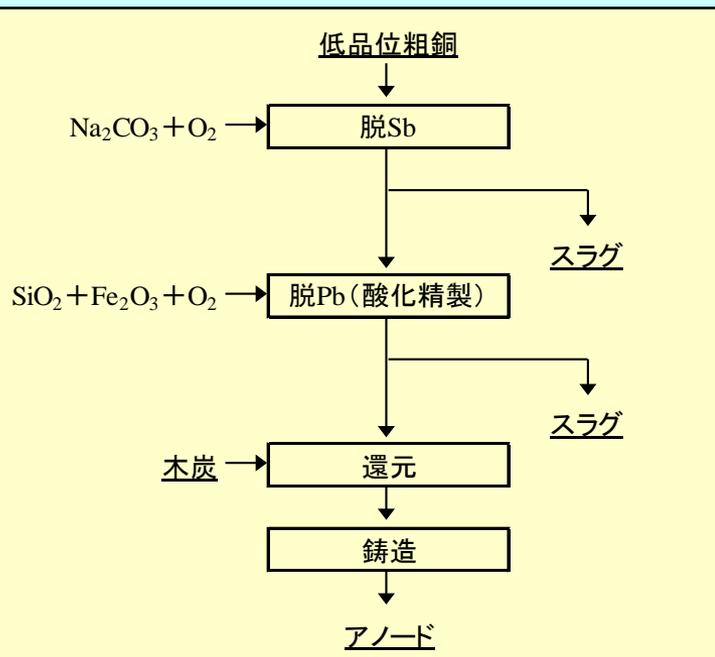 低品位粗銅
Na₂CO₃＋O₂
脱Sb
スラグ
SiO₂＋Fe₂O₃＋O₂
脱Pb（酸化精製）
スラグ
木炭
還元
鋳造
アノード